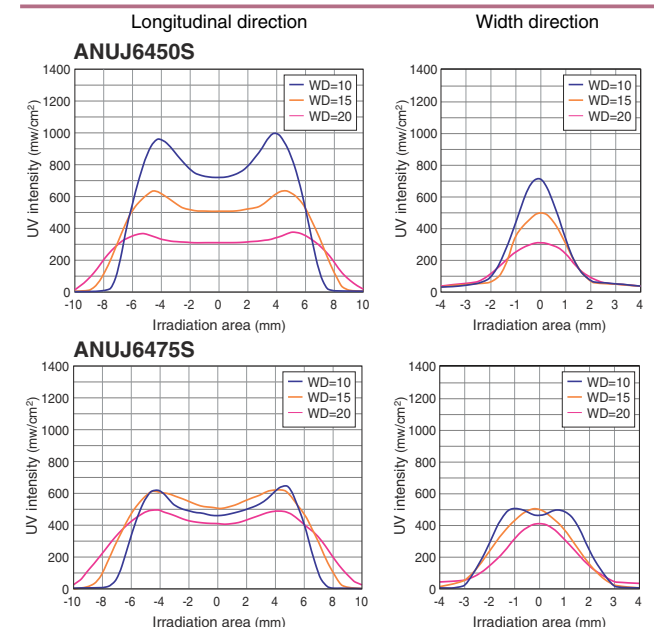 Longitudinal direction
Width direction
ANUJ6450S
UV intensity (mw/cm²)
1400
1200
1000
800
600
400
200
0
WD=10
WD=15
WD=20
-10 -8 -6 -4 -2 0 2 4 6 8 10
Irradiation area (mm)
UV intensity (mw/cm²)
1400
1200
1000
800
600
400
200
0
WD=10
WD=15
WD=20
-4 -3 -2 -1 0 1 2 3 4
Irradiation area (mm)
ANUJ6475S
UV intensity (mw/cm²)
1400
1200
1000
800
600
400
200
0
WD=10
WD=15
WD=20
-10 -8 -6 -4 -2 0 2 4 6 8 10
Irradiation area (mm)
UV intensity (mw/cm²)
1400
1200
1000
800
600
400
200
0
WD=10
WD=15
WD=20
-4 -3 -2 -1 0 1 2 3 4
Irradiation area (mm)